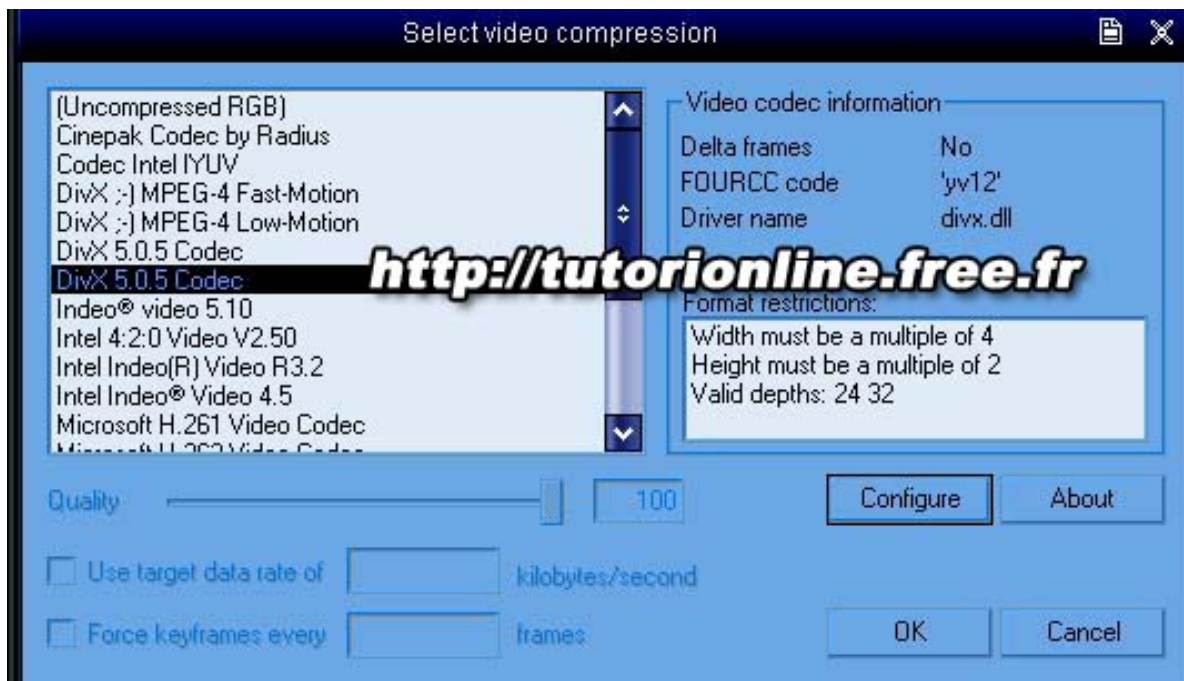 Select video compression
(Uncompressed RGB)
Cinepak Codec by Radius
Codec Intel IYUV
DivX ;-) MPEG-4 Fast-Motion
DivX ;-) MPEG-4 Low-Motion
DivX 5.0.5 Codec
DivX 5.0.5 Codec
Indeo® video 5.10
Intel 4:2:0 Video V2.50
Intel Indeo(R) Video R3.2
Intel Indeo® Video 4.5
Microsoft H.261 Video Codec
Video codec information
Delta frames No
FOURCC code 'yv12'
Driver name divx.dll
http://tutorionline.free.fr
Format restrictions:
Width must be a multiple of 4
Height must be a multiple of 2
Valid depths: 24 32
Quality 100
Configure
About
Use target data rate of kilobytes/second
Force keyframes every frames
OK
Cancel